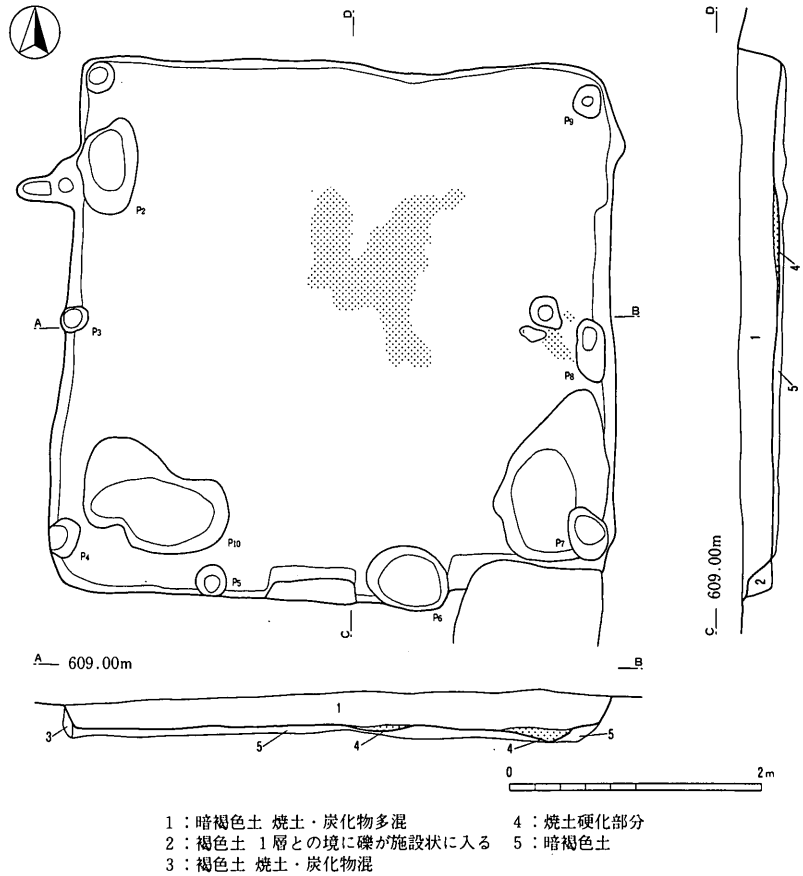 D
D
P9
P2
A
B
P3
P8
4
1
5
P7
P10
P4
P5
P6
2
C
C 609.00m
A 609.00m
B
1
3
5
4
4
5
0 2m
1：暗褐色土 焼土・炭化物多混
2：褐色土 1層との境に礫が施設状に入る
3：褐色土 焼土・炭化物混
4：焼土硬化部分
5：暗褐色土